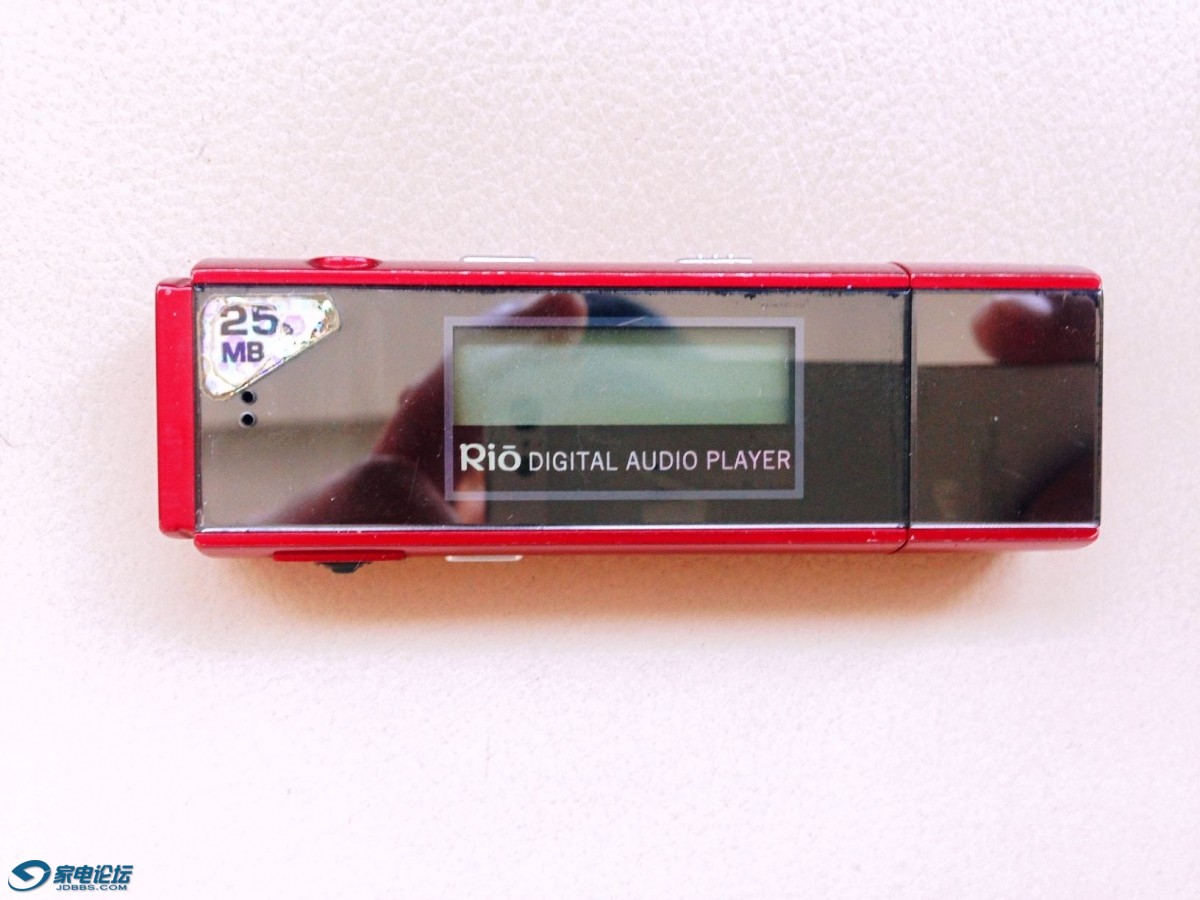 25
MB
Riō DIGITAL AUDIO PLAYER
家电论坛
JDBBS.COM